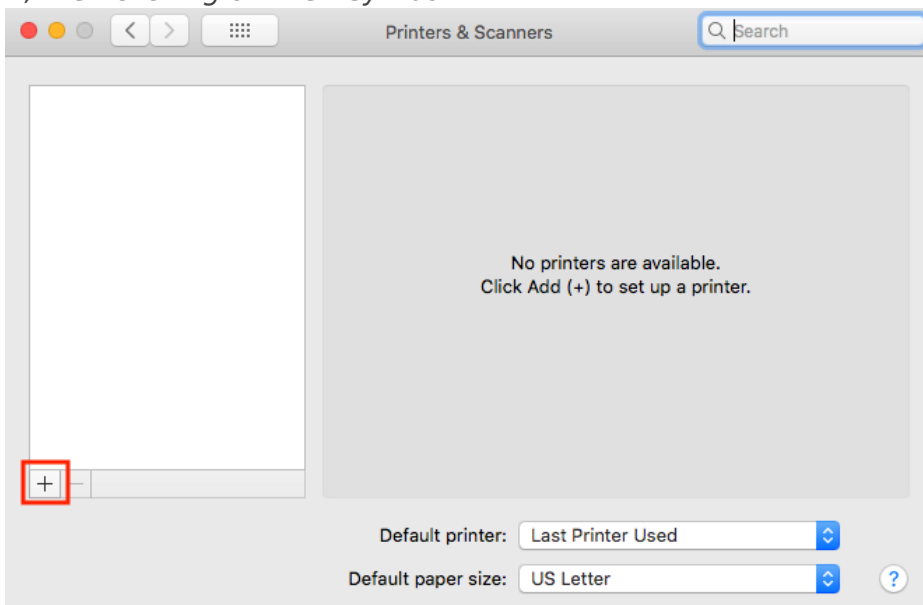 Printers & Scanners
Search
No printers are available.
Click Add (+) to set up a printer.
+ −
Default printer: Last Printer Used
Default paper size: US Letter
?